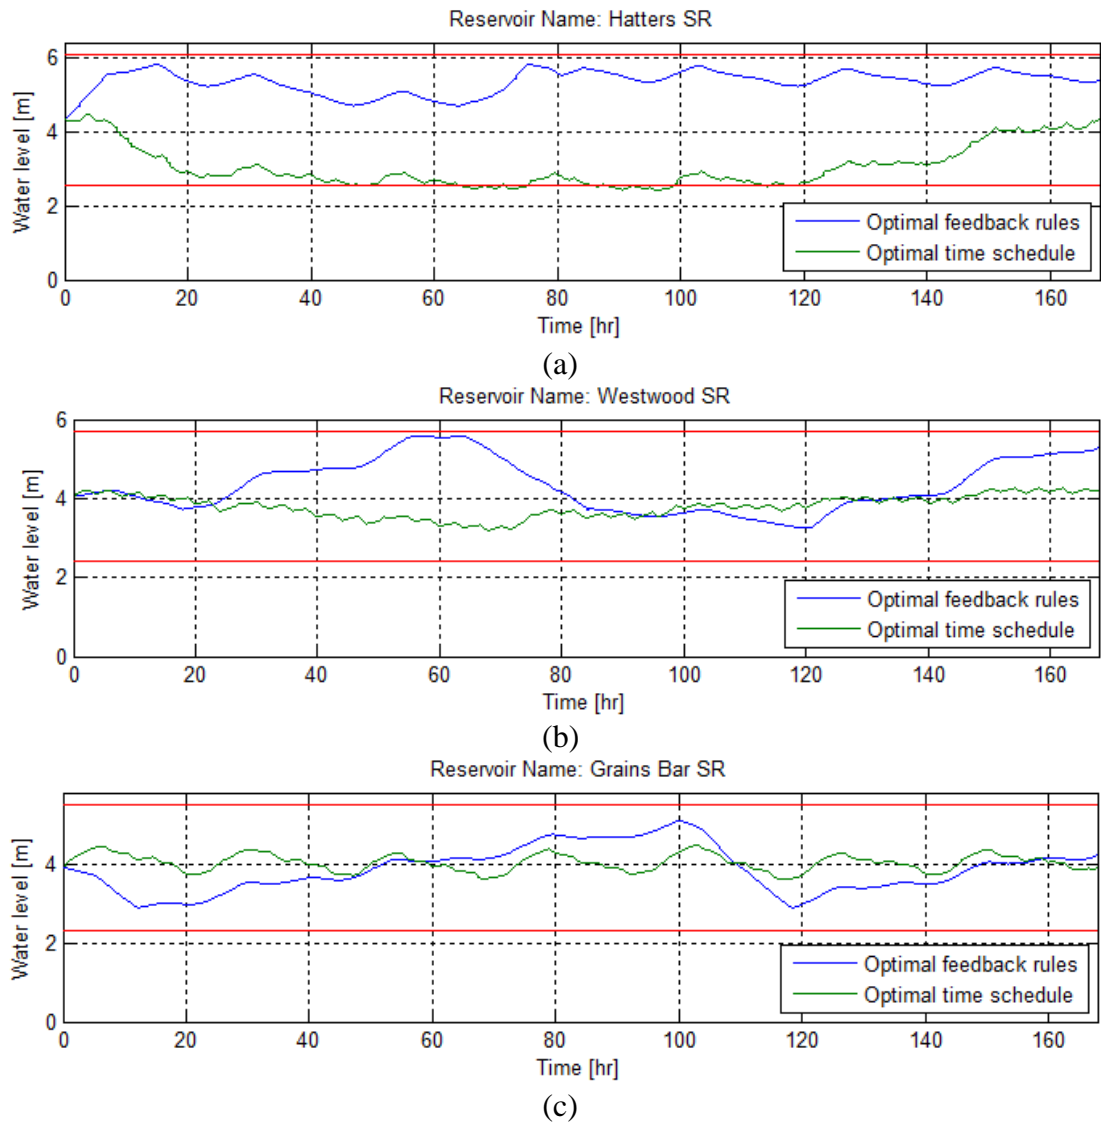 Reservoir Name: Hatters SR
6
4
2
0
Water level [m]
Optimal feedback rules
Optimal time schedule
0 20 40 60 80 100 120 140 160
Time [hr]
(a)
Reservoir Name: Westwood SR
6
4
2
0
Water level [m]
Optimal feedback rules
Optimal time schedule
0 20 40 60 80 100 120 140 160
Time [hr]
(b)
Reservoir Name: Grains Bar SR
4
2
0
Water level [m]
Optimal feedback rules
Optimal time schedule
0 20 40 60 80 100 120 140 160
Time [hr]
(c)